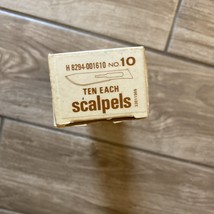 H 8294-001610 NO.10
TEN EACH
scalpels